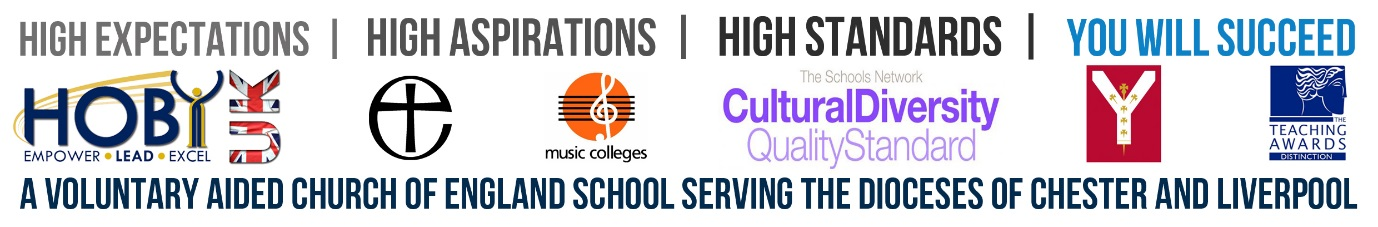 HIGH EXPECTATIONS | HIGH ASPIRATIONS | HIGH STANDARDS | YOU WILL SUCCEED
HOBY UK
EMPOWER • LEAD • EXCEL
music colleges
The Schools Network
CulturalDiversity
QualityStandard
THE
TEACHING
AWARDS
DISTINCTION
A VOLUNTARY AIDED CHURCH OF ENGLAND SCHOOL SERVING THE DIOCESES OF CHESTER AND LIVERPOOL